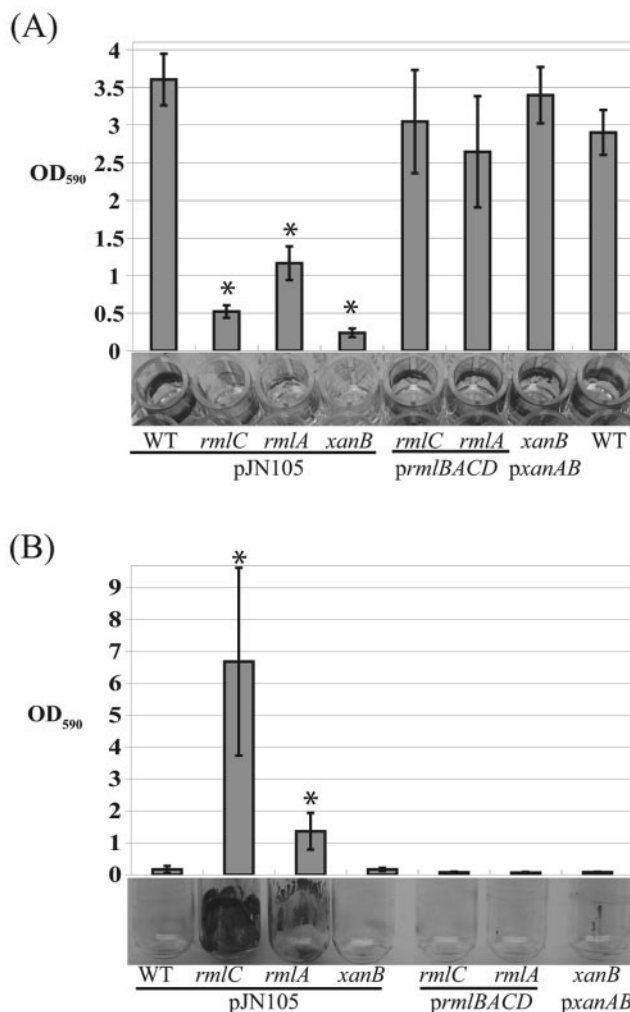 (A)
4
3.5
3
2.5
OD590
2
1.5
1
0.5
0
* * *
WT rmlC rmlA xanB rmlC rmlA xanB WT
pJN105 prmlBACD pxanAB
(B)
9
8
7
6
OD590
5
4
3
2
1
0
* *
WT rmlC rmlA xanB rmlC rmlA xanB
pJN105 prmlBACD pxanAB